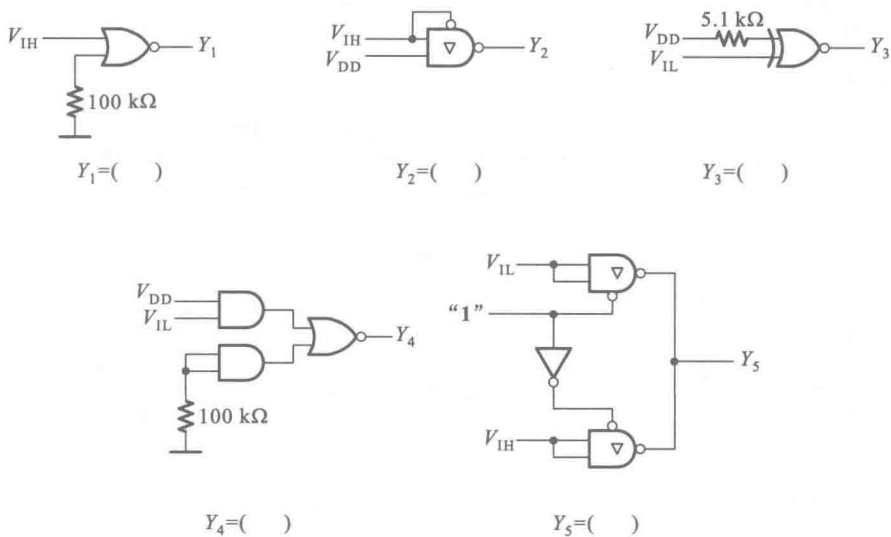 V_IH
Y_1
100 kΩ
Y_1=( )
V_IH
V_DD
Y_2
Y_2=( )
5.1 kΩ
V_DD
V_IL
Y_3
Y_3=( )
V_DD
V_IL
Y_4
100 kΩ
Y_4=( )
V_IL
“1”
Y_5
V_IH
Y_5=( )